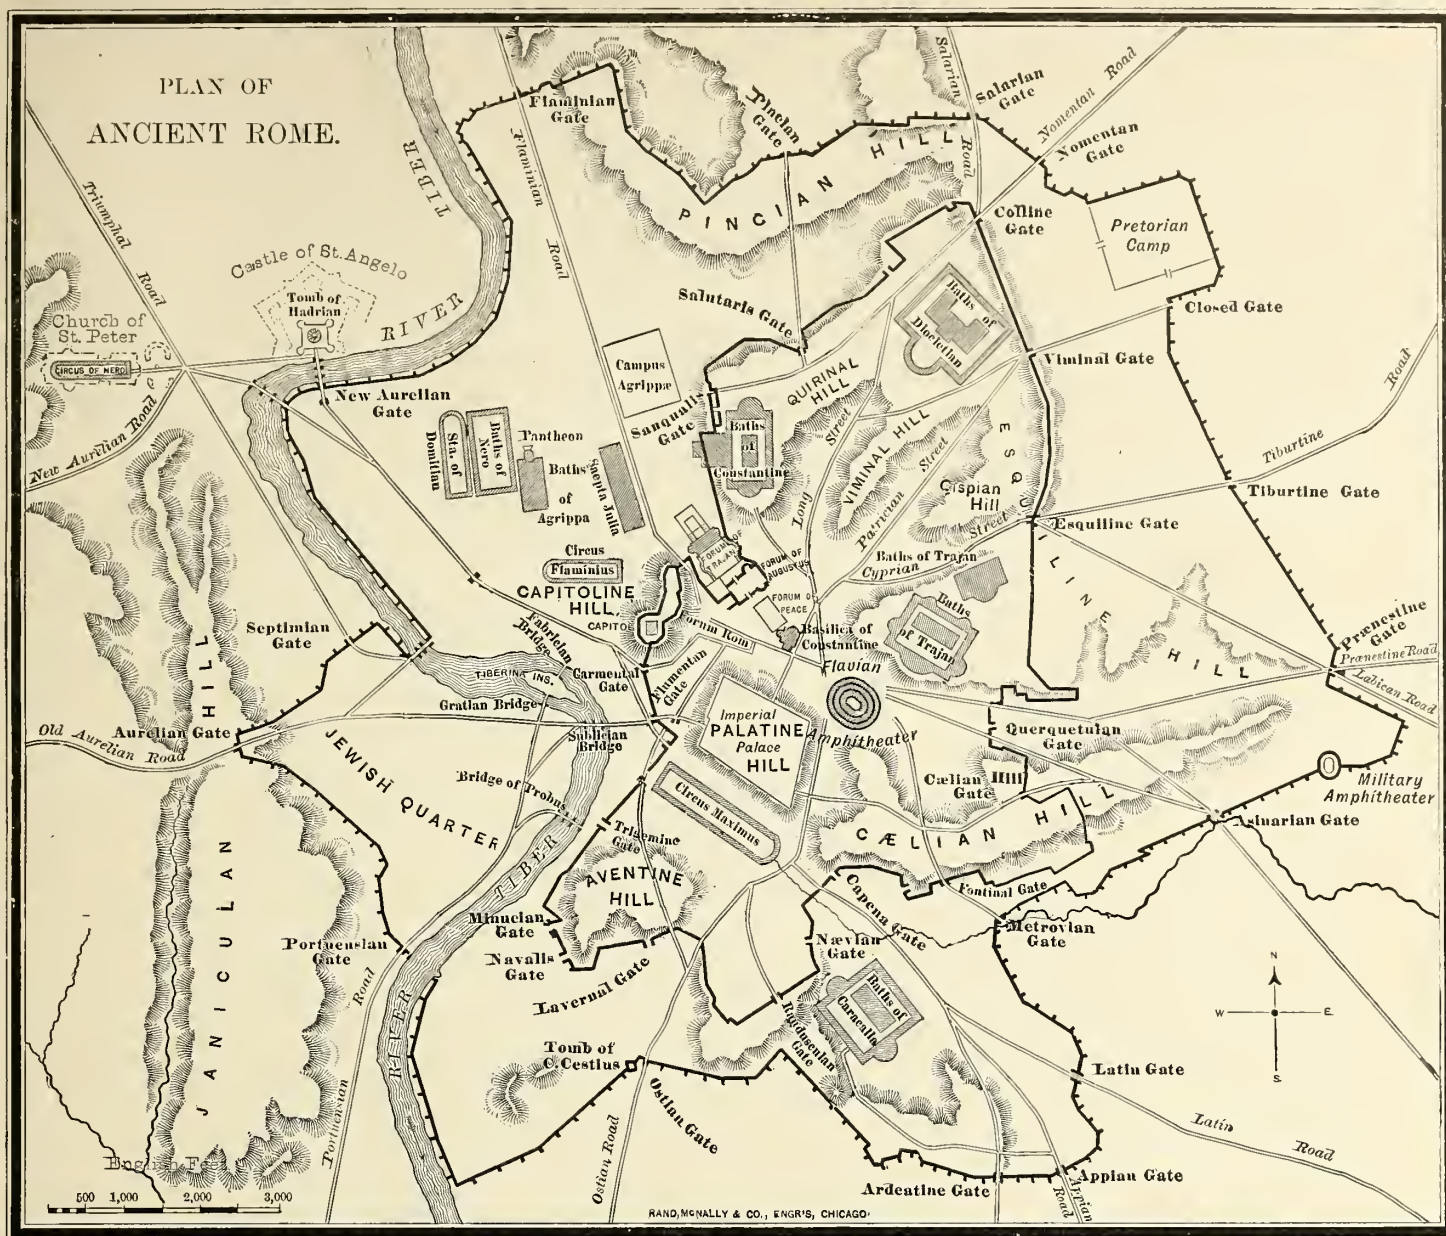 PLAN OF
ANCIENT ROME.
Flaminian
Gate
Pincian
Gate
Salarian
Road
Salarian
Gate
Nomentan Road
Nomentan
Gate
TIBER
RIVER
Flaminian
Road
PINCIAN HILL
Colline
Gate
Pretorian
Camp
Triumphal
Road
Castle of St. Angelo
Tomb of
Hadrian
Church of
St. Peter
CIRCUS OF NERO
Salutaris Gate
Baths of
Diocletian
Closed Gate
Campus
Agrippæ
QUIRINAL
HILL
Viminal Gate
Road
New Aurelian
Gate
New Aurelian Road
Sanqualis
Gate
Baths
of
Constantine
Street
VIMINAL HILL
Street
Long
Patrician
ESQUILINE HILL
Cispian
Hill
Tiburtine
Tiburtine Gate
Sta. of
Domitian
Baths of
Nero
Pantheon
Baths
of
Agrippa
Saepta Julia
Esquiline Gate
Street
Cyprian
Baths of Trajan
Circus
Flaminius
FORUM OF
TRAJAN
FORUM OF
AUGUSTUS
CAPITOLINE
HILL
CAPITOL
FORUM OF
PEACE
Baths
of Trajan
Basilica of
Constantine
Forum Rom
Septimian
Gate
Fabrician
Bridge
Prænestine
Gate
Prænestine Road
Labican Road
TIBERINA INS.
Carmental
Gate
Flumentan
Gate
Flavian
Amphitheater
Gratian Bridge
Aurelian Gate
Old Aurelian Road
Sublician
Bridge
Imperial
PALATINE
Palace
HILL
Querquetulan
Gate
JEWISH QUARTER
Bridge of Probus
Cælian Hill
Gate
Military
Amphitheater
Circus Maximus
CÆLIAN HILL
Asinarian Gate
Trigemine
Gate
TIBER
RIVER
AVENTINE
HILL
Capena Gate
Fontinal Gate
JANICULAN HILL
Minucian
Gate
Metrovian
Gate
Portuensian
Gate
Navalis
Gate
Lavernal Gate
Nævian
Gate
Baths of
Caracalla
Road
Portuensian
Raudusculan
Gate
N
W
E
S
Tomb of
C. Cestius
Ostian Gate
Ostian Road
Latin Gate
Latin
Road
Ardeatine Gate
Appian Gate
Appian
Road
English Feet
500 1,000 2,000 3,000
RAND, MCNALLY & CO., ENGR'S, CHICAGO